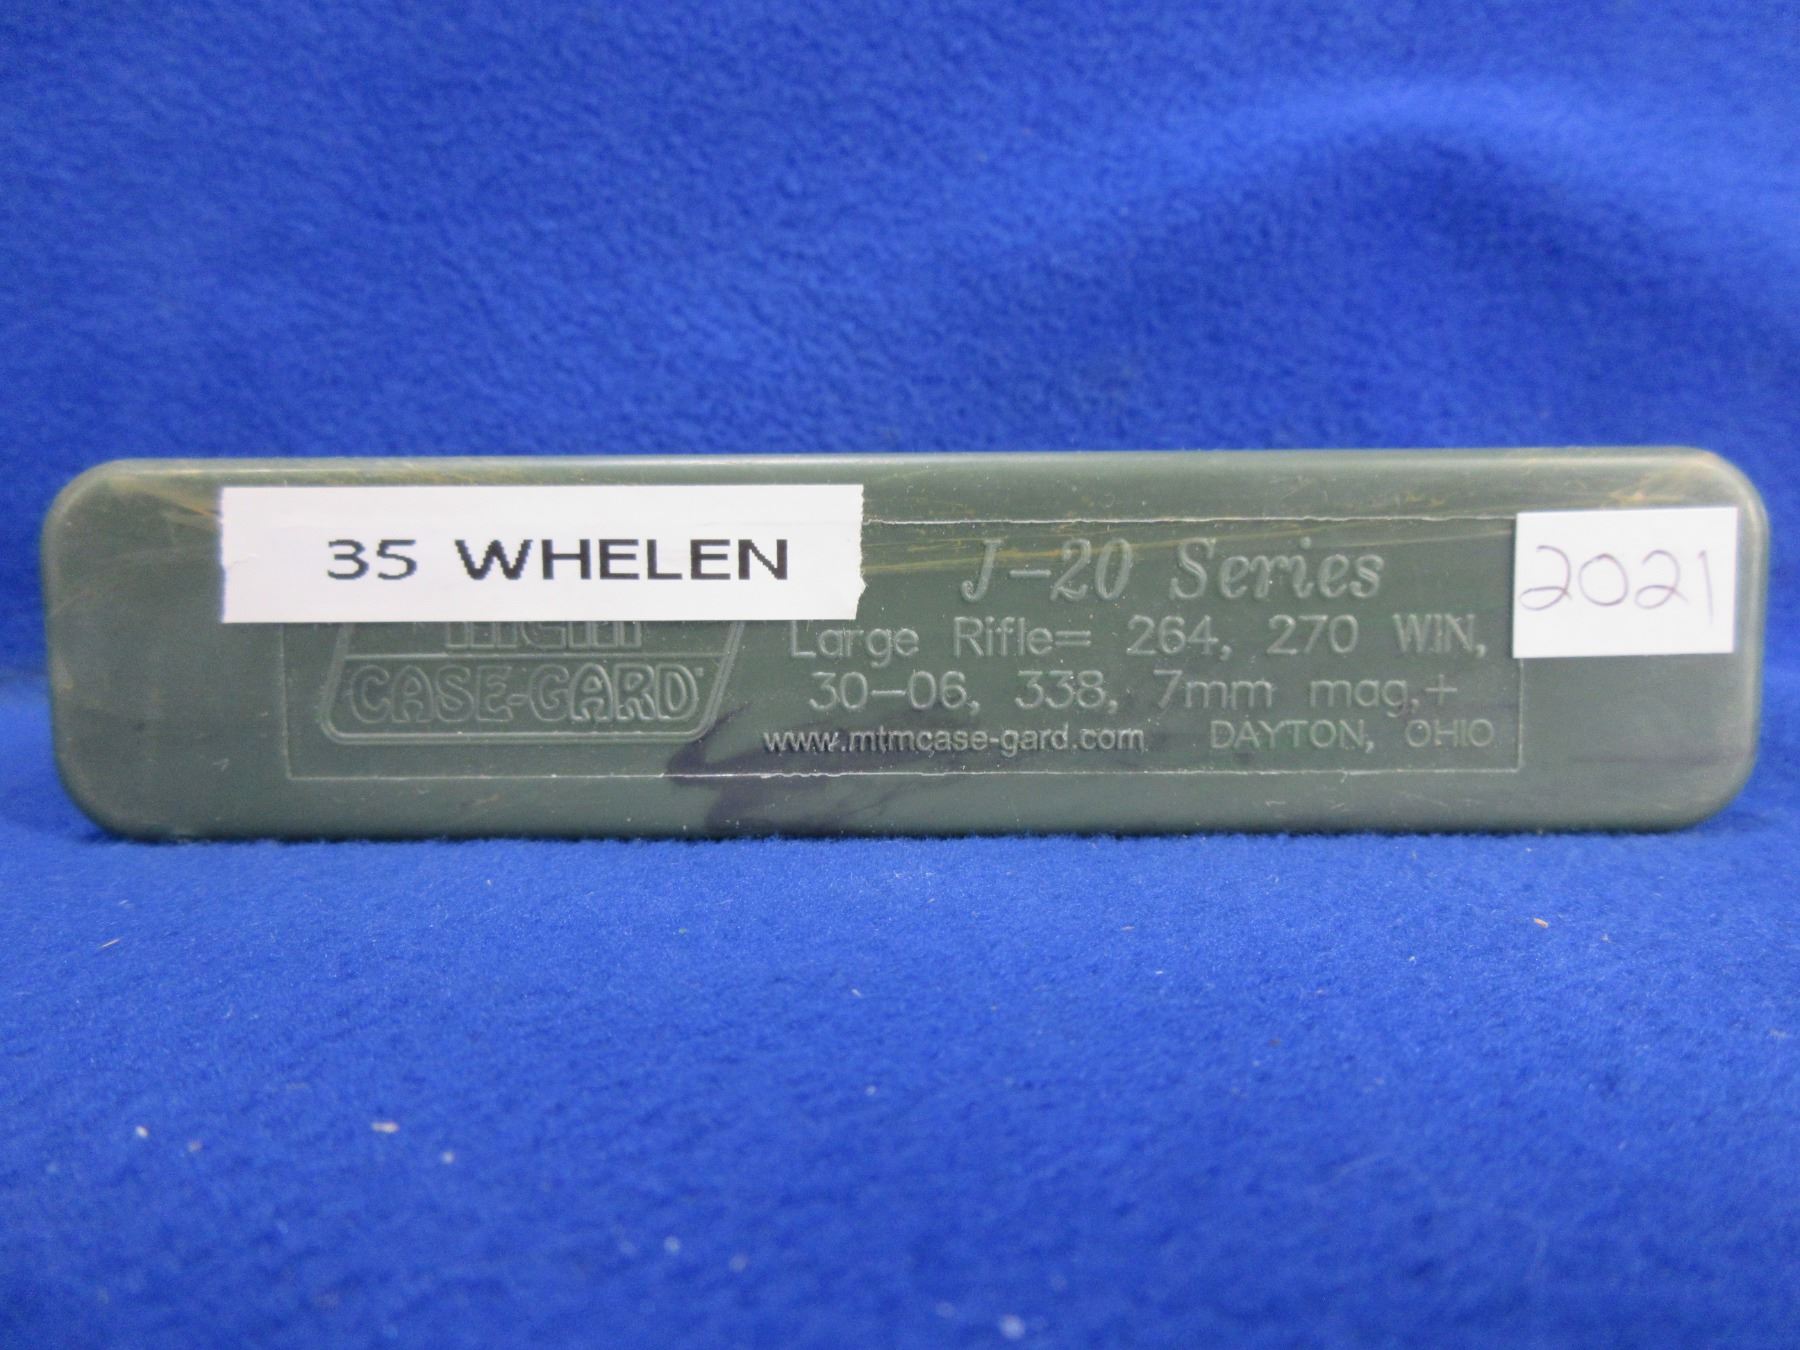 35 WHELEN
J-20 Series
2021
Large Rifle= 264, 270 WIN,
30-06, 338, 7mm mag,+
CASE-GARD
www.mtmcase-gard.com
DAYTON, OHIO